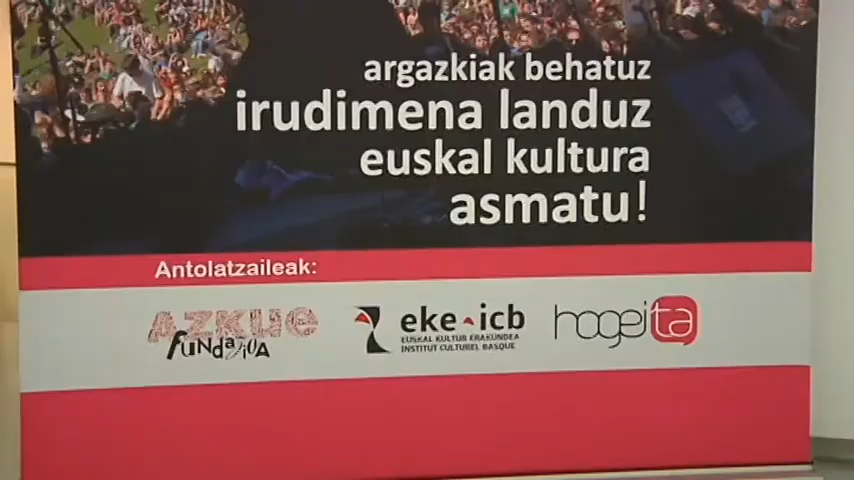 argazkiak behatuz
irudimena landuz
euskal kultura
asmatu!
Antolatzaileak:
AZKUE
fUNdaZioA
eke-icb
EUSKAL KULTUR ERAKUNDEA
INSTITUT CULTUREL BASQUE
hogeita